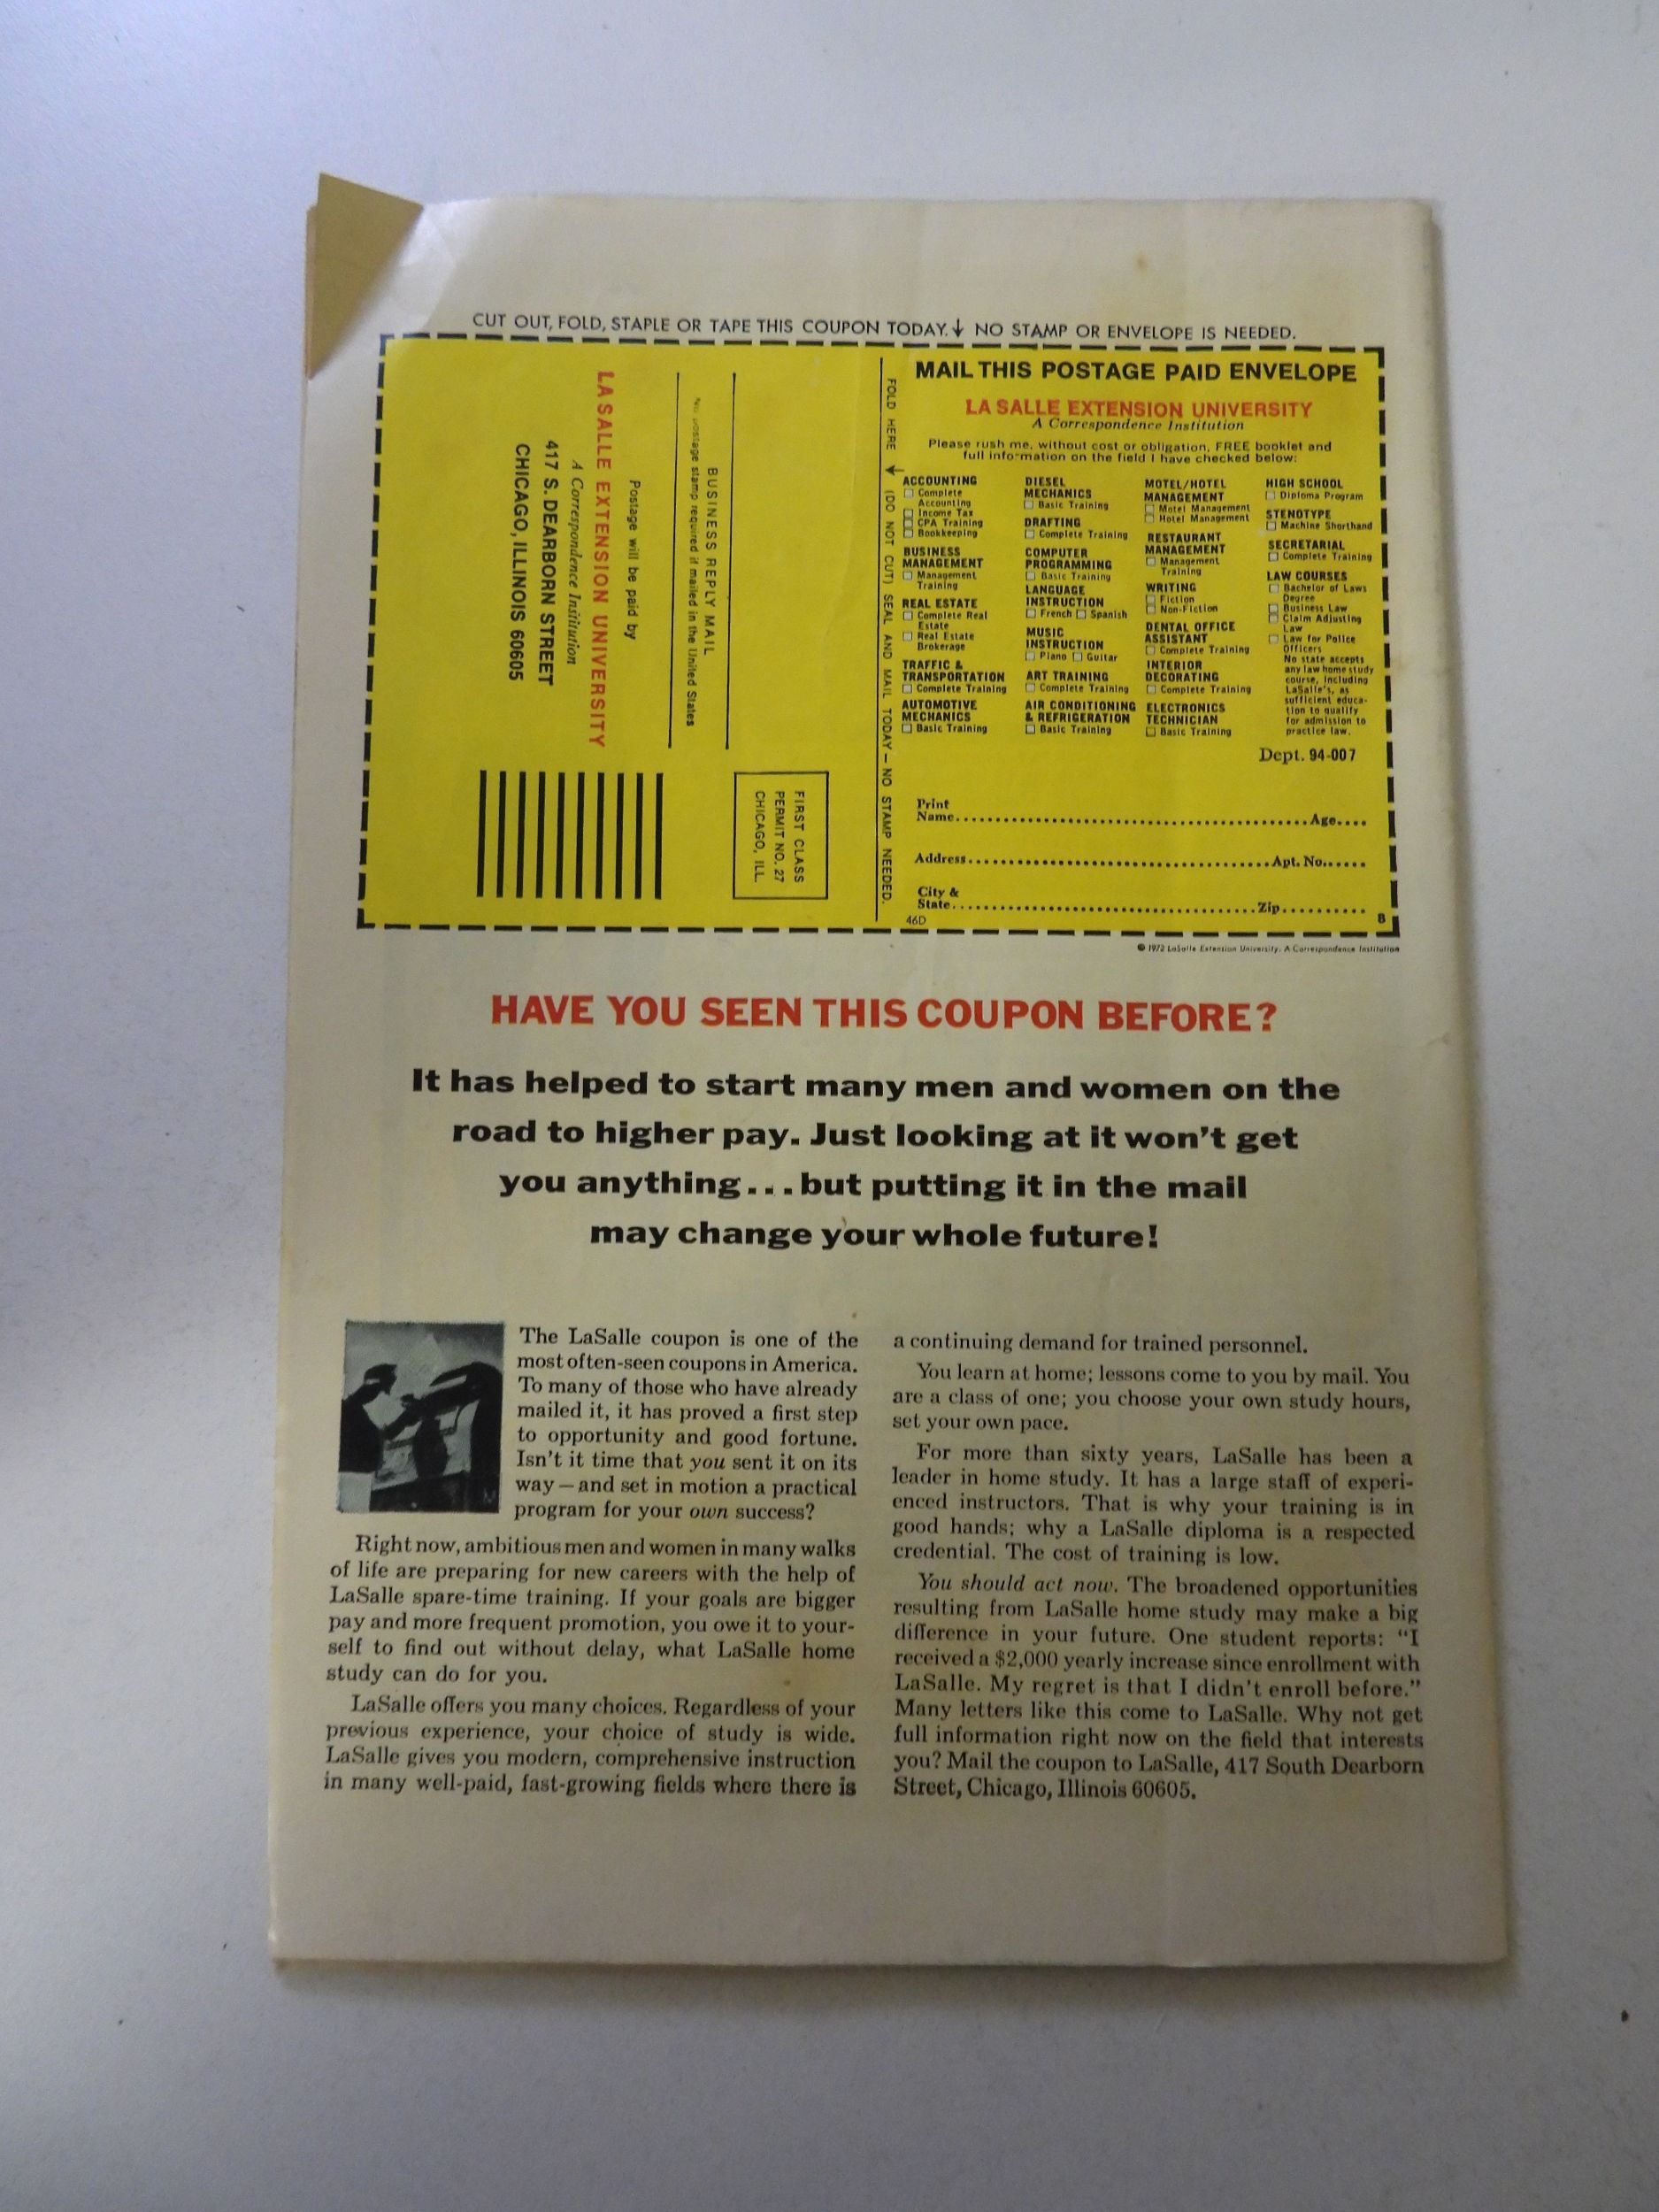 CUT OUT, FOLD, STAPLE OR TAPE THIS COUPON TODAY. ↓ NO STAMP OR ENVELOPE IS NEEDED.
BUSINESS REPLY MAIL
No postage stamp required if mailed in the United States
Postage will be paid by
LA SALLE EXTENSION UNIVERSITY
A Correspondence Institution
417 S. DEARBORN STREET
CHICAGO, ILLINOIS 60605
FIRST CLASS
PERMIT NO. 27
CHICAGO, ILL.
FOLD HERE → (DO NOT CUT) SEAL AND MAIL TODAY — NO STAMP NEEDED.
MAIL THIS POSTAGE PAID ENVELOPE
LA SALLE EXTENSION UNIVERSITY
A Correspondence Institution
Please rush me, without cost or obligation, FREE booklet and
full information on the field I have checked below:
ACCOUNTING
☐ Complete
Accounting
☐ Income Tax
☐ CPA Training
☐ Bookkeeping
BUSINESS
MANAGEMENT
☐ Management
Training
REAL ESTATE
☐ Complete Real
Estate
☐ Real Estate
Brokerage
TRAFFIC &
TRANSPORTATION
☐ Complete Training
AUTOMOTIVE
MECHANICS
☐ Basic Training
DIESEL
MECHANICS
☐ Basic Training
DRAFTING
☐ Complete Training
COMPUTER
PROGRAMMING
☐ Basic Training
LANGUAGE
INSTRUCTION
☐ French ☐ Spanish
MUSIC
INSTRUCTION
☐ Piano ☐ Guitar
ART TRAINING
☐ Complete Training
AIR CONDITIONING
& REFRIGERATION
☐ Basic Training
MOTEL/HOTEL
MANAGEMENT
☐ Motel Management
☐ Hotel Management
RESTAURANT
MANAGEMENT
☐ Management
Training
WRITING
☐ Fiction
☐ Non-Fiction
DENTAL OFFICE
ASSISTANT
☐ Complete Training
INTERIOR
DECORATING
☐ Complete Training
ELECTRONICS
TECHNICIAN
☐ Basic Training
HIGH SCHOOL
☐ Diploma Program
STENOTYPE
☐ Machine Shorthand
SECRETARIAL
☐ Complete Training
LAW COURSES
☐ Bachelor of Laws
Degree
☐ Business Law
☐ Claim Adjusting
Law
☐ Law for Police
Officers
No state accepts
any law home study
course, including
LaSalle's, as
sufficient educa-
tion to qualify
for admission to
practice law.
Dept. 94-007
Print
Name.......... Age....
Address.......... Apt. No......
City &
State.......... Zip..........
46D
8
© 1972 LaSalle Extension University. A Correspondence Institution
HAVE YOU SEEN THIS COUPON BEFORE?
It has helped to start many men and women on the
road to higher pay. Just looking at it won't get
you anything...but putting it in the mail
may change your whole future!
The LaSalle coupon is one of the
most often-seen coupons in America.
To many of those who have already
mailed it, it has proved a first step
to opportunity and good fortune.
Isn't it time that you sent it on its
way—and set in motion a practical
program for your own success?
Right now, ambitious men and women in many walks
of life are preparing for new careers with the help of
LaSalle spare-time training. If your goals are bigger
pay and more frequent promotion, you owe it to your-
self to find out without delay, what LaSalle home
study can do for you.
LaSalle offers you many choices. Regardless of your
previous experience, your choice of study is wide.
LaSalle gives you modern, comprehensive instruction
in many well-paid, fast-growing fields where there is
a continuing demand for trained personnel.
You learn at home; lessons come to you by mail. You
are a class of one; you choose your own study hours,
set your own pace.
For more than sixty years, LaSalle has been a
leader in home study. It has a large staff of experi-
enced instructors. That is why your training is in
good hands; why a LaSalle diploma is a respected
credential. The cost of training is low.
You should act now. The broadened opportunities
resulting from LaSalle home study may make a big
difference in your future. One student reports: "I
received a $2,000 yearly increase since enrollment with
LaSalle. My regret is that I didn't enroll before."
Many letters like this come to LaSalle. Why not get
full information right now on the field that interests
you? Mail the coupon to LaSalle, 417 South Dearborn
Street, Chicago, Illinois 60605.